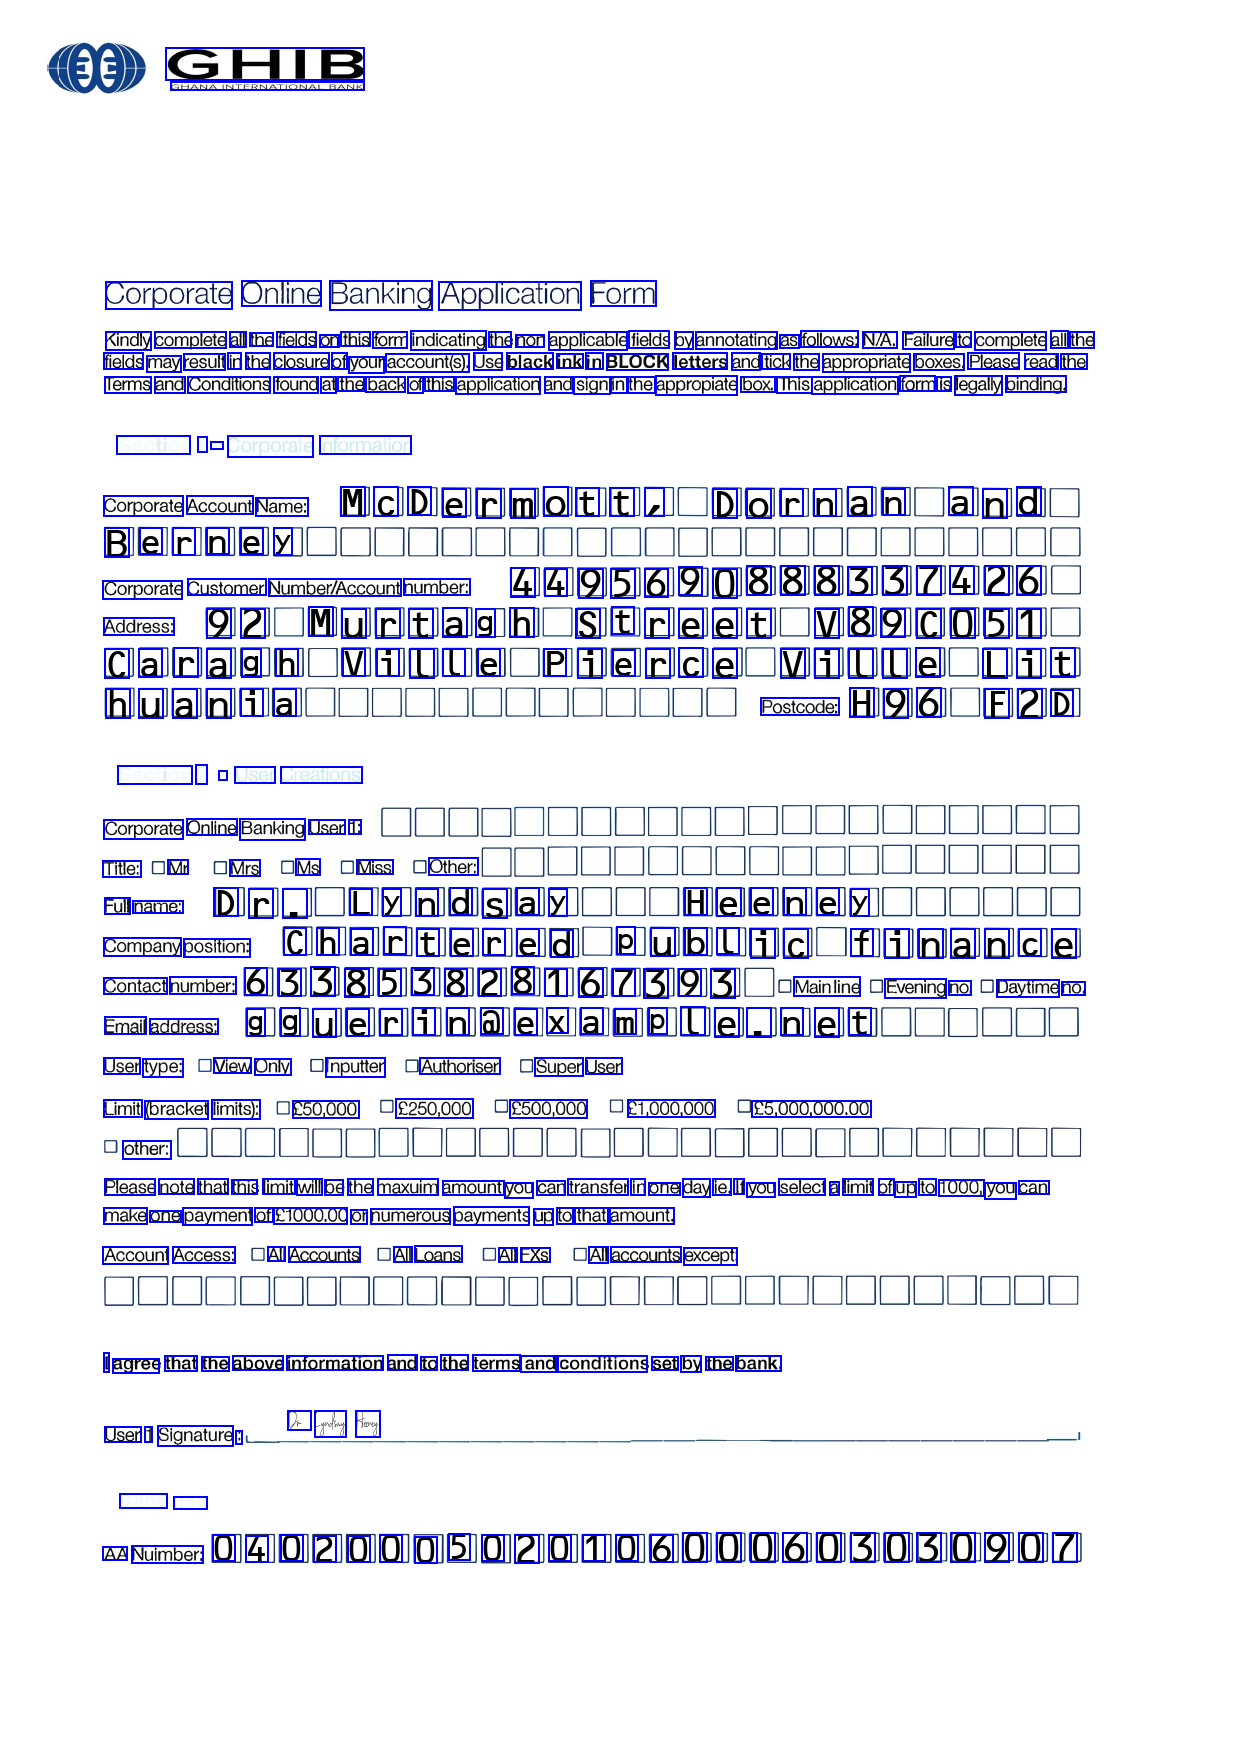 GHIB
GHANA INTERNATIONAL BANK
Corporate Online Banking Application Form
Kindly complete all the fields on this form indicating the non applicable fields by annotating as follows: N/A. Failure to complete all the
fields may result in the closure of your account(s). Use black ink in BLOCK letters and tick the appropriate boxes. Please read the
Terms and Conditions found at the back of this application and sign in the appropiate box. This application form is legally binding.
Section - Corporate Information
Corporate Account Name: McDermott, Dornan and
Berney
Corporate Customer Number/Account number: 4495690888337426
Address: 92 Murtagh Street V89C051
Caragh Ville Pierce Ville Lit
huania Postcode: H96 F2D
Section - User Creations
Corporate Online Banking User 1:
Title: Mr Mrs Ms Miss Other:
Full name: Dr. Lyndsay Heeney
Company position: Chartered public finance
Contact number: 633853828167393 Main line Evening no. Daytime no.
Email address: gguerin@example.net
User type: View Only Inputter Authoriser Super User
Limit (bracket limits): £50,000 £250,000 £500,000 £1,000,000 £5,000,000.00
other:
Please note that this limit will be the maxuim amount you can transfer in one day ie. If you select a limit of up to 1000, you can
make one payment of £1000.00 or numerous payments up to that amount.
Account Access: All Accounts All Loans All FXs All accounts except
I agree that the above information and to the terms and conditions set by the bank.
User 1 Signature : Dr Lyndsay Heeney
AA Nuimber: 04020005020106000603030907